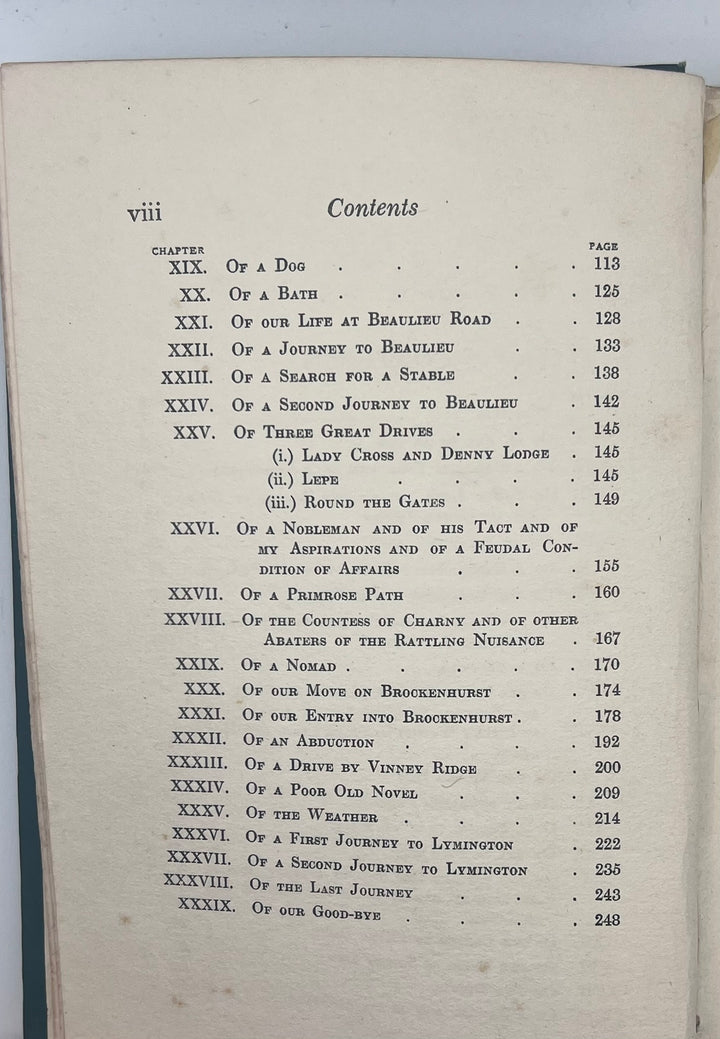 viii Contents
CHAPTER PAGE
XIX. Of a Dog . . . . . 113
XX. Of a Bath . . . . . 125
XXI. Of our Life at Beaulieu Road . . 128
XXII. Of a Journey to Beaulieu . . 133
XXIII. Of a Search for a Stable . . 138
XXIV. Of a Second Journey to Beaulieu . 142
XXV. Of Three Great Drives . . . 145
(i.) Lady Cross and Denny Lodge . 145
(ii.) Lepe . . . . 145
(iii.) Round the Gates . . . 149
XXVI. Of a Nobleman and of his Tact and of
my Aspirations and of a Feudal Con-
dition of Affairs . . . 155
XXVII. Of a Primrose Path . . . 160
XXVIII. Of the Countess of Charny and of other
Abaters of the Rattling Nuisance . 167
XXIX. Of a Nomad . . . . . 170
XXX. Of our Move on Brockenhurst . . 174
XXXI. Of our Entry into Brockenhurst . . 178
XXXII. Of an Abduction . . . . 192
XXXIII. Of a Drive by Vinney Ridge . . 200
XXXIV. Of a Poor Old Novel . . . 209
XXXV. Of the Weather . . . . 214
XXXVI. Of a First Journey to Lymington . 222
XXXVII. Of a Second Journey to Lymington . 235
XXXVIII. Of the Last Journey . . . 243
XXXIX. Of our Good-bye . . . . 248